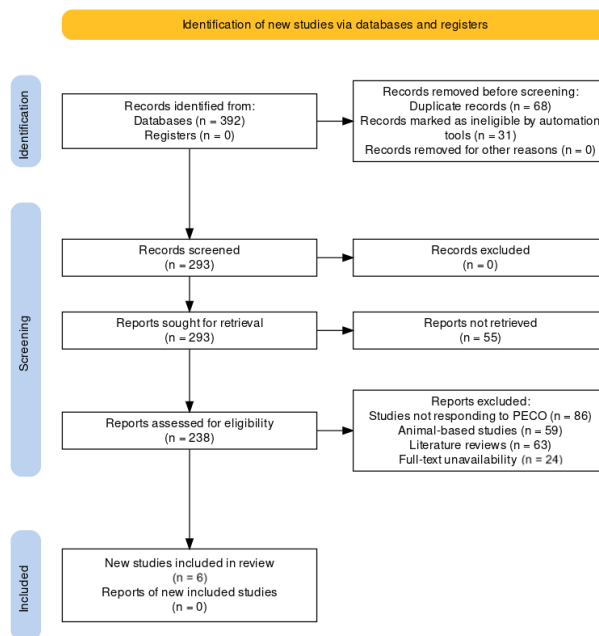 Identification of new studies via databases and registers
Identification
Records identified from:
Databases (n = 392)
Registers (n = 0)
Records removed before screening:
Duplicate records (n = 68)
Records marked as ineligible by automation
tools (n = 31)
Records removed for other reasons (n = 0)
Screening
Records screened
(n = 293)
Records excluded
(n = 0)
Reports sought for retrieval
(n = 293)
Reports not retrieved
(n = 55)
Reports assessed for eligibility
(n = 238)
Reports excluded:
Studies not responding to PECO (n = 86)
Animal-based studies (n = 59)
Literature reviews (n = 63)
Full-text unavailability (n = 24)
Included
New studies included in review
(n = 6)
Reports of new included studies
(n = 0)